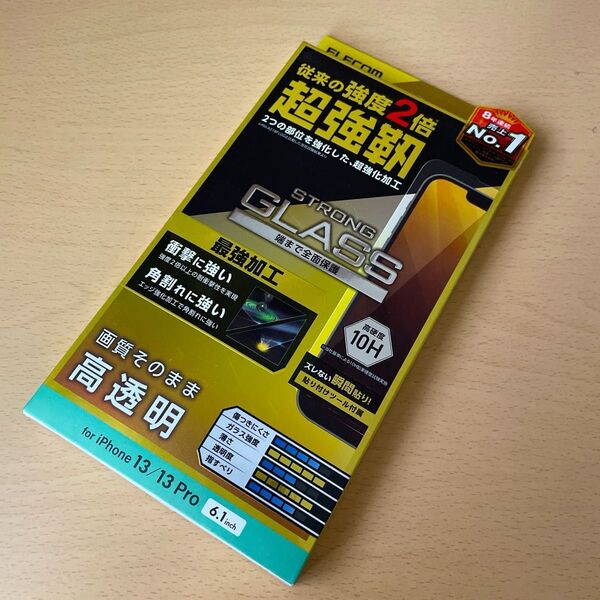 ELECOM
従来の強度2倍
超強靭
2つの部位を強化した、超強化加工
8年連続
売上
No.1
STRONG
GLASS
端まで全面保護
最強加工
衝撃に強い
強度2倍以上の耐衝撃性を実現
角割れに強い
エッジ強化加工で角割れに強い
高硬度
10H
ズレない瞬間貼り!
貼り付けツール付属
画質そのまま
高透明
傷つきにくさ
ガラス強度
薄さ
透明度
指すべり
for iPhone 13/13 Pro
6.1inch